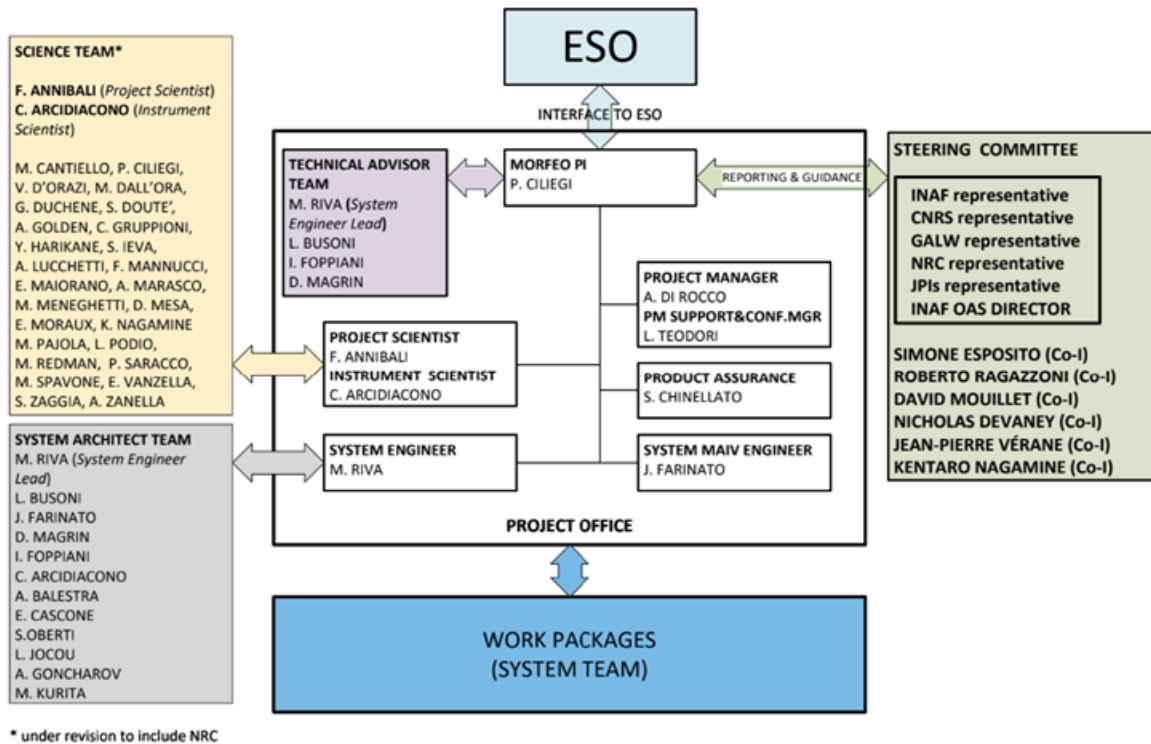 ESO
INTERFACE TO ESO
SCIENCE TEAM*
F. ANNIBALI (Project Scientist)
C. ARCIDIACONO (Instrument
Scientist)
M. CANTIELLO, P. CILIEGI,
V. D'ORAZI, M. DALL'ORA,
G. DUCHENE, S. DOUTE',
A. GOLDEN, C. GRUPPIONI,
Y. HARIKANE, S. IEVA,
A. LUCCHETTI, F. MANNUCCI,
E. MAIORANO, A. MARASCO,
M. MENEGHETTI, D. MESA,
E. MORAUX, K. NAGAMINE
M. PAJOLA, L. PODIO,
M. REDMAN, P. SARACCO,
M. SPAVONE, E. VANZELLA,
S. ZAGGIA, A. ZANELLA
SYSTEM ARCHITECT TEAM
M. RIVA (System Engineer
Lead)
L. BUSONI
J. FARINATO
D. MAGRIN
I. FOPPIANI
C. ARCIDIACONO
A. BALESTRA
E. CASCONE
S.OBERTI
L. JOCOU
A. GONCHAROV
M. KURITA
* under revision to include NRC
TECHNICAL ADVISOR
TEAM
M. RIVA (System
Engineer Lead)
L. BUSONI
I. FOPPIANI
D. MAGRIN
MORFEO PI
P. CILIEGI
REPORTING & GUIDANCE
PROJECT MANAGER
A. DI ROCCO
PM SUPPORT&CONF.MGR
L. TEODORI
PROJECT SCIENTIST
F. ANNIBALI
INSTRUMENT SCIENTIST
C. ARCIDIACONO
PRODUCT ASSURANCE
S. CHINELLATO
SYSTEM ENGINEER
M. RIVA
SYSTEM MAIV ENGINEER
J. FARINATO
PROJECT OFFICE
WORK PACKAGES
(SYSTEM TEAM)
STEERING COMMITTEE
INAF representative
CNRS representative
GALW representative
NRC representative
JPIs representative
INAF OAS DIRECTOR
SIMONE ESPOSITO (Co-I)
ROBERTO RAGAZZONI (Co-I)
DAVID MOUILLET (Co-I)
NICHOLAS DEVANEY (Co-I)
JEAN-PIERRE VÉRANE (Co-I)
KENTARO NAGAMINE (Co-I)